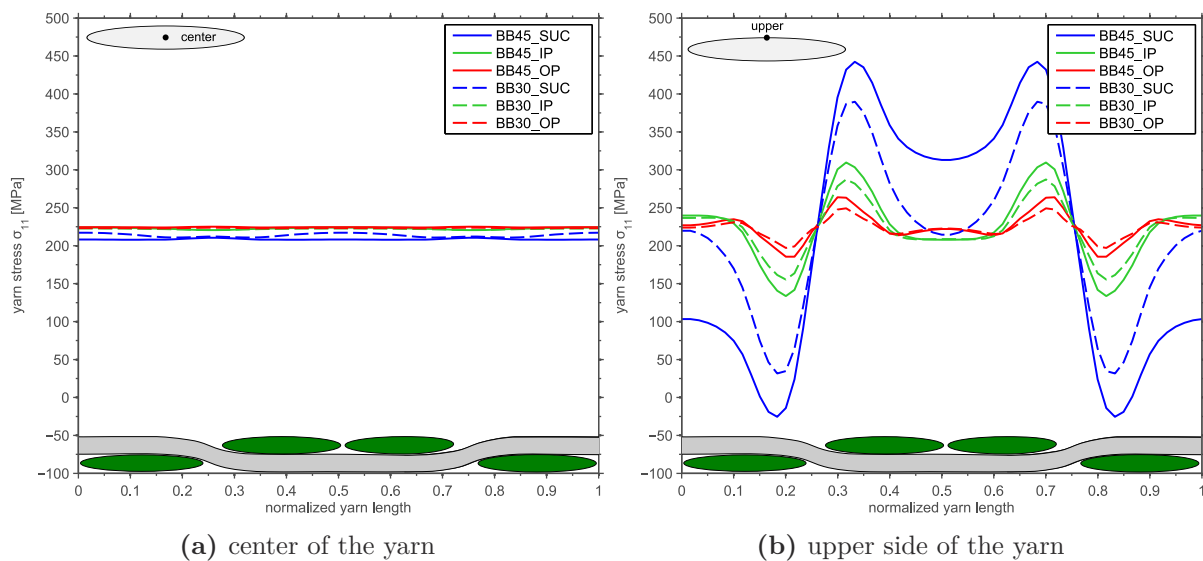 500
450
400
350
300
250
200
150
100
50
0
−50
−100
yarn stress σ11 [MPa]
center
BB45_SUC
BB45_IP
BB45_OP
BB30_SUC
BB30_IP
BB30_OP
0 0.1 0.2 0.3 0.4 0.5 0.6 0.7 0.8 0.9 1
normalized yarn length
(a) center of the yarn
500
450
400
350
300
250
200
150
100
50
0
−50
−100
yarn stress σ11 [MPa]
upper
BB45_SUC
BB45_IP
BB45_OP
BB30_SUC
BB30_IP
BB30_OP
0 0.1 0.2 0.3 0.4 0.5 0.6 0.7 0.8 0.9 1
normalized yarn length
(b) upper side of the yarn